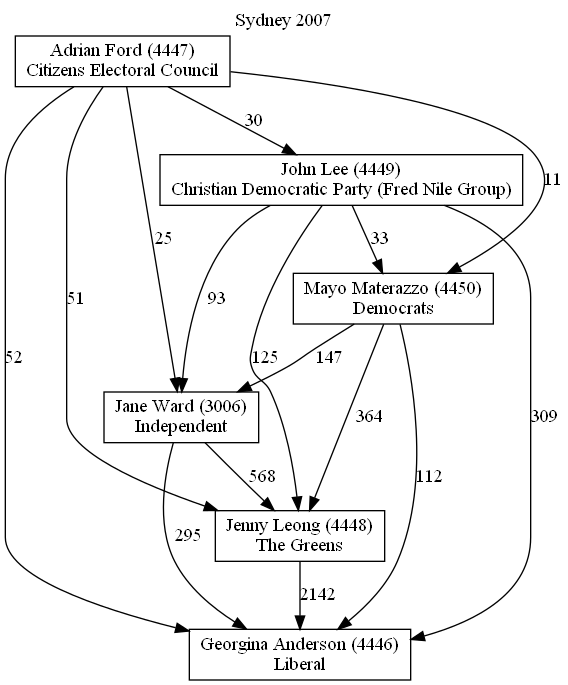 Sydney 2007
Adrian Ford (4447)
Citizens Electoral Council
30
John Lee (4449)
Christian Democratic Party (Fred Nile Group)
11
25
93
33
Mayo Materazzo (4450)
Democrats
51
52
125
147
Jane Ward (3006)
Independent
364
309
568
112
Jenny Leong (4448)
The Greens
295
2142
Georgina Anderson (4446)
Liberal